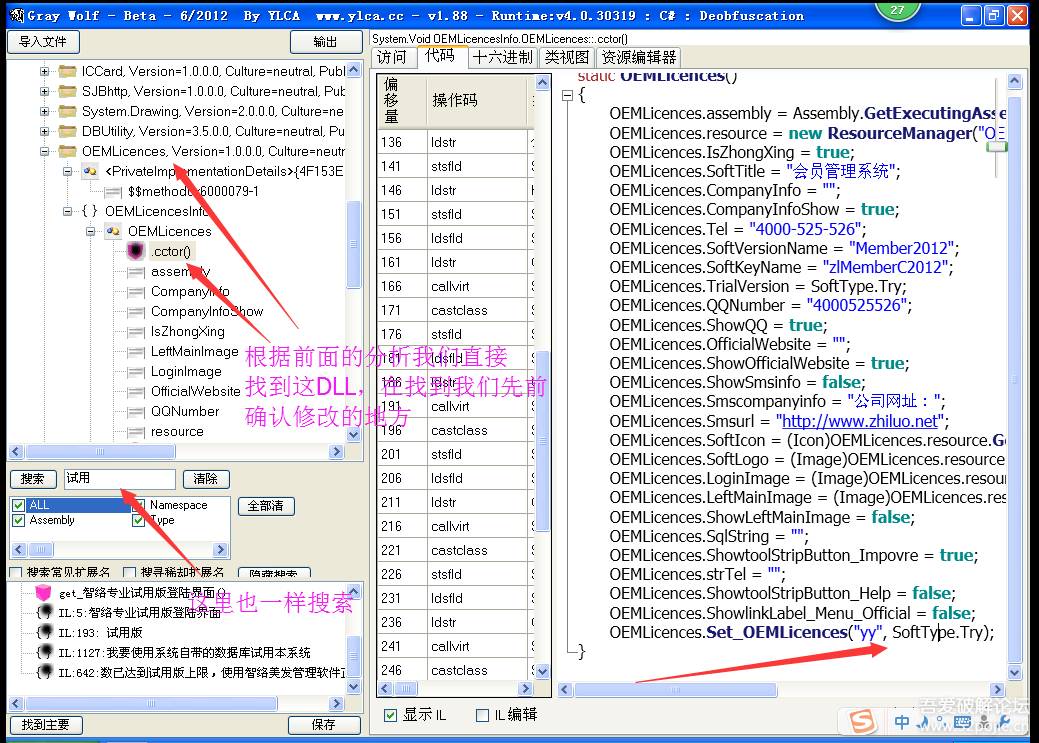 Gray Wolf - Beta - 6/2012 By YLCA www.ylca.cc - v1.88 - Runtime:v4.0.30319 : C# : Deobfuscation
27
导入文件
输出
System.Void OEMLicencesInfo.OEMLicences::.cctor()
访问 代码 十六进制 类视图 资源编辑器
ICCard, Version=1.0.0.0, Culture=neutral, Publ
SJBhttp, Version=1.0.0.0, Culture=neutral, Pub
System.Drawing, Version=2.0.0.0, Culture=ne
DBUtility, Version=3.5.0.0, Culture=neutral, Pu
OEMLicences, Version=1.0.0.0, Culture=neutr
<PrivateImplementationDetails>{4F153E
$$method0x6000079-1
{ } OEMLicencesInfo
OEMLicences
.cctor()
assembly
CompanyInfo
CompanyInfoShow
IsZhongXing
LeftMainImage
LoginImage
OfficialWebsite
QQNumber
resource
根据前面的分析我们直接
找到这DLL，在找到我们先前
确认修改的地方
搜索 试用 清除
ALL Namespace 全部清
Assembly Type
搜索常见扩展名 搜寻稀却扩展名 隐藏搜索
get_智络专业试用版登陆界面()
IL:5:智络专业试用版登陆界面
IL:193: 试用版
IL:1127:我要使用系统自带的数据库试用本系统
IL:642:数已达到试用版上限，使用智络美发管理软件
这里也一样搜索
找到主要
保存
偏移量 操作码
136 ldstr
141 stsfld
146 ldstr
151 stsfld
156 ldsfld
161 ldstr
166 callvirt
171 castclass
176 stsfld
181 ldsfld
186 ldstr
191 callvirt
196 castclass
201 stsfld
206 ldsfld
211 ldstr
216 callvirt
221 castclass
226 stsfld
231 ldsfld
236 ldstr
241 callvirt
246 castclass
显示IL IL编辑
static OEMLicences()
{
OEMLicences.assembly = Assembly.GetExecutingAsse
OEMLicences.resource = new ResourceManager("OE
OEMLicences.IsZhongXing = true;
OEMLicences.SoftTitle = "会员管理系统";
OEMLicences.CompanyInfo = "";
OEMLicences.CompanyInfoShow = true;
OEMLicences.Tel = "4000-525-526";
OEMLicences.SoftVersionName = "Member2012";
OEMLicences.SoftKeyName = "zlMemberC2012";
OEMLicences.TrialVersion = SoftType.Try;
OEMLicences.QQNumber = "4000525526";
OEMLicences.ShowQQ = true;
OEMLicences.OfficialWebsite = "";
OEMLicences.ShowOfficialWebsite = true;
OEMLicences.ShowSmsinfo = false;
OEMLicences.Smscompanyinfo = "公司网址：";
OEMLicences.Smsurl = "http://www.zhiluo.net";
OEMLicences.SoftIcon = (Icon)OEMLicences.resource.Ge
OEMLicences.SoftLogo = (Image)OEMLicences.resource
OEMLicences.LoginImage = (Image)OEMLicences.resour
OEMLicences.LeftMainImage = (Image)OEMLicences.res
OEMLicences.ShowLeftMainImage = false;
OEMLicences.SqlString = "";
OEMLicences.ShowtoolStripButton_Impovre = true;
OEMLicences.strTel = "";
OEMLicences.ShowtoolStripButton_Help = false;
OEMLicences.ShowlinkLabel_Menu_Official = false;
OEMLicences.Set_OEMLicences("yy", SoftType.Try);
}
吾爱破解论坛
中
www.52pojie.cn